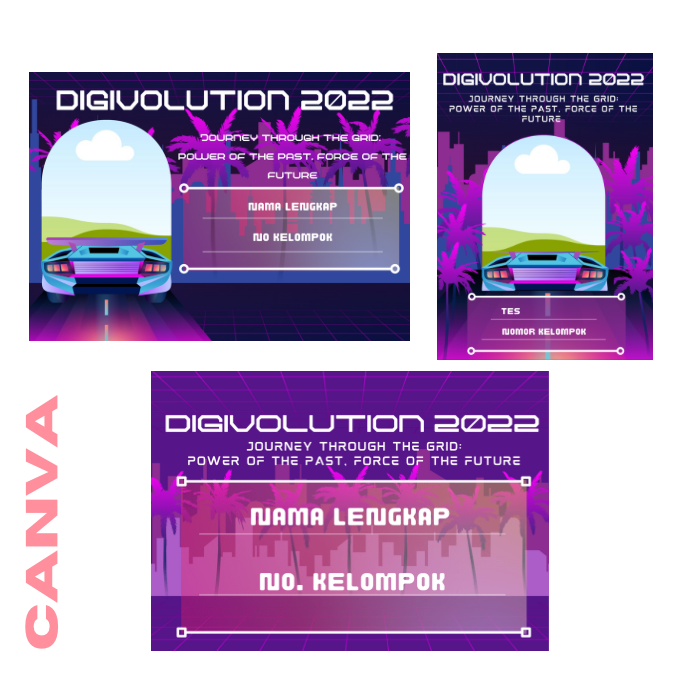 DIGIVOLUTION 2022
JOURNEY THROUGH THE GRID:
POWER OF THE PAST, FORCE OF THE
FUTURE
NAMA LENGKAP
NO KELOMPOK
DIGIVOLUTION 2022
JOURNEY THROUGH THE GRID:
POWER OF THE PAST, FORCE OF THE
FUTURE
TES
NOMOR KELOMPOK
CANVA
DIGIVOLUTION 2022
JOURNEY THROUGH THE GRID:
POWER OF THE PAST, FORCE OF THE FUTURE
NAMA LENGKAP
NO. KELOMPOK